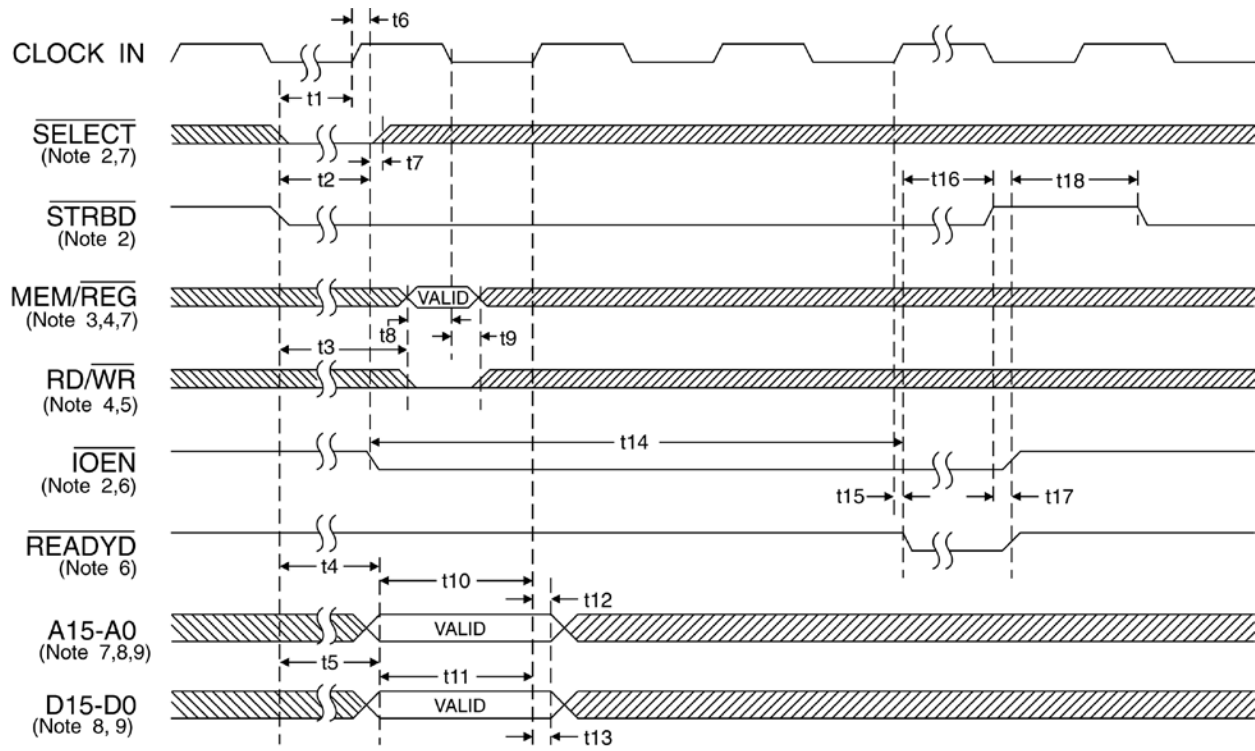 t6
CLOCK IN
t1
SELECT
(Note 2,7)
t7
t2
t16
t18
STRBD
(Note 2)
MEM/REG
VALID
(Note 3,4,7)
t8
t9
t3
RD/WR
(Note 4,5)
t14
IOEN
(Note 2,6)
t15
t17
READYD
(Note 6)
t4
t10
t12
A15-A0
VALID
(Note 7,8,9)
t5
t11
D15-D0
VALID
(Note 8, 9)
t13